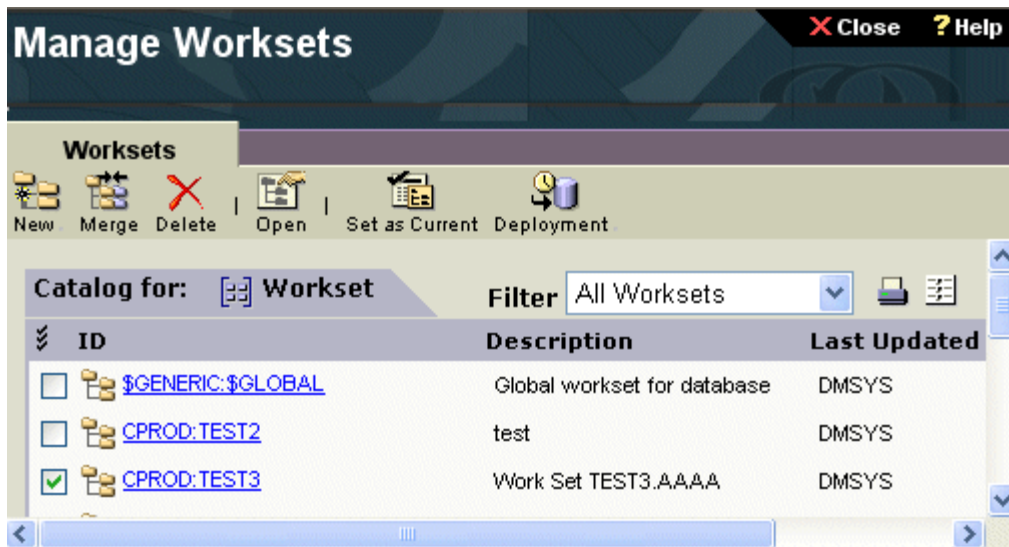 Manage Worksets
Close
Help
Worksets
New
Merge
Delete
Open
Set as Current
Deployment
Catalog for: Workset
Filter All Worksets
ID Description Last Updated
$GENERIC:$GLOBAL Global workset for database DMSYS
CPROD:TEST2 test DMSYS
CPROD:TEST3 Work Set TEST3.AAAA DMSYS